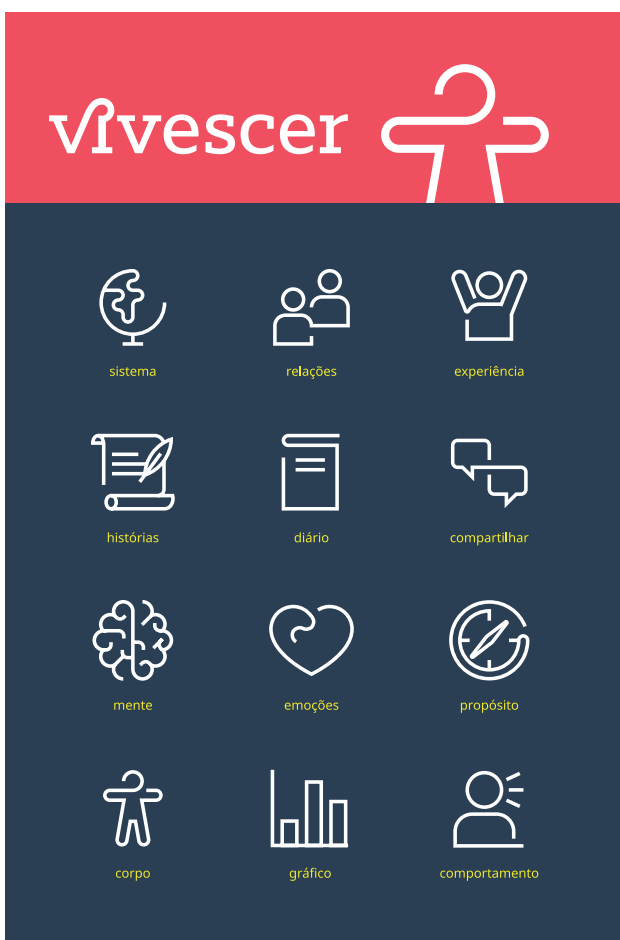 vivescer
sistema
relações
experiência
histórias
diário
compartilhar
mente
emoções
propósito
corpo
gráfico
comportamento